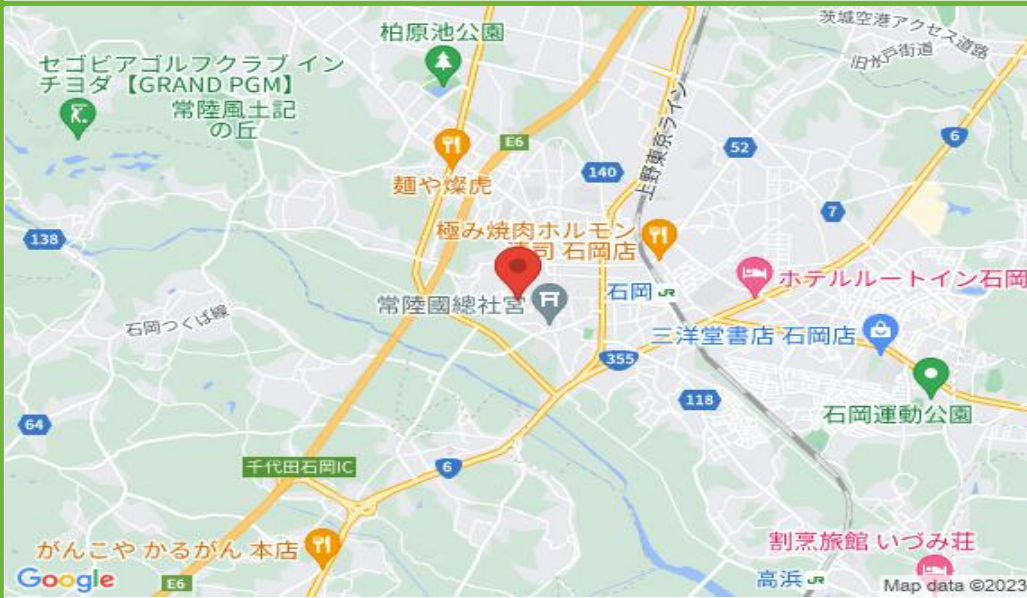 茨城空港アクセス道路
旧水戸街道
柏原池公園
セゴビアゴルフクラブ イン
チヨダ【GRAND PGM】
常陸風土記
の丘
E6
6
52
140
上野東京ライン
麺や燦虎
7
138
極み焼肉ホルモン
清司 石岡店
石岡 JR
ホテルルートイン石岡
常陸國總社宮
石岡つくば線
三洋堂書店 石岡店
355
118
64
石岡運動公園
千代田石岡IC
6
がんこや かるがん 本店
割烹旅館 いづみ荘
高浜 JR
Google
E6
Map data ©2023